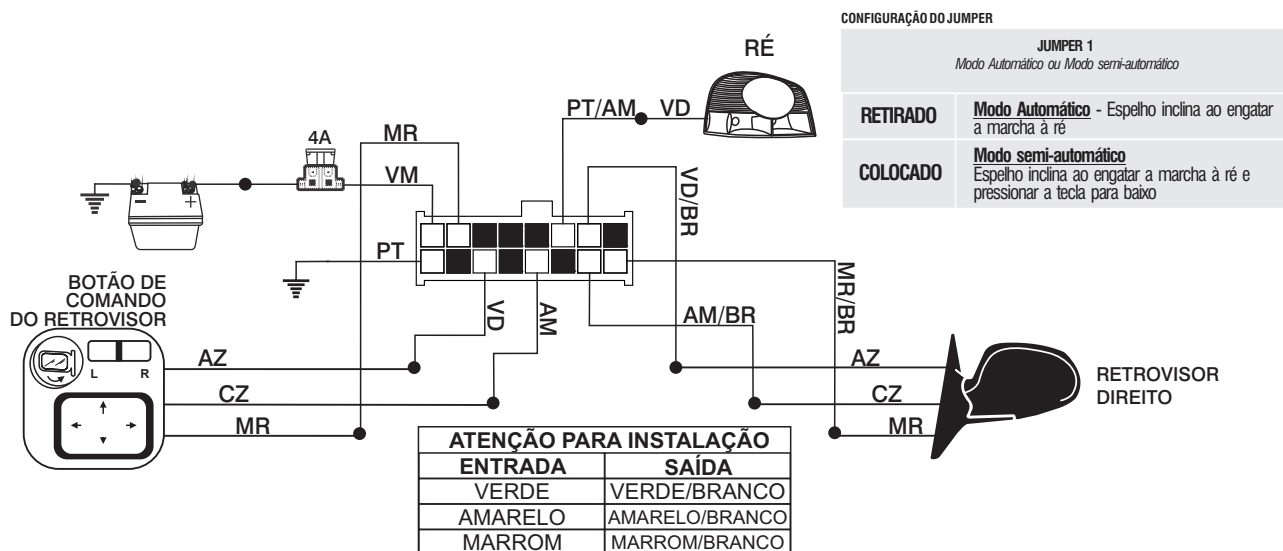 CONFIGURAÇÃO DO JUMPER
JUMPER 1
Modo Automático ou Modo semi-automático
RETIRADO
Modo Automático - Espelho inclina ao engatar
a marcha à ré
COLOCADO
Modo semi-automático
Espelho inclina ao engatar a marcha à ré e
pressionar a tecla para baixo
RÉ
PT/AM
VD
4A
MR
VM
- +
PT
VD/BR
MR/BR
VD
AM
AM/BR
BOTÃO DE
COMANDO
DO RETROVISOR
L R
AZ
CZ
MR
AZ
CZ
MR
RETROVISOR
DIREITO
ATENÇÃO PARA INSTALAÇÃO
ENTRADA SAÍDA
VERDE VERDE/BRANCO
AMARELO AMARELO/BRANCO
MARROM MARROM/BRANCO